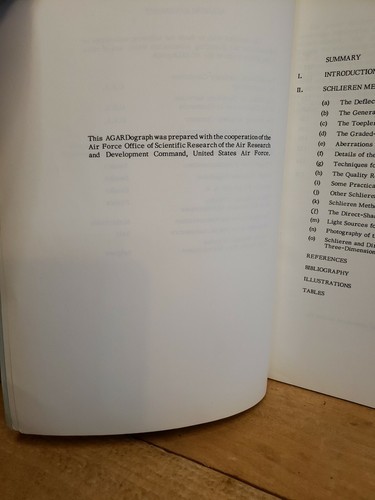 This AGARDograph was prepared with the cooperation of the
Air Force Office of Scientific Research of the Air Research
and Development Command, United States Air Force.
SUMMARY
I. INTRODUCTION
II. SCHLIEREN ME
(a) The Deflec
(b) The Genera
(c) The Toepler
(d) The Graded-
(e) Aberrations
(f) Details of the
(g) Techniques fo
(h) The Quality R
(i) Some Practica
(j) Other Schliere
(k) Schlieren Metho
(l) The Direct-Sha
(m) Light Sources fo
(n) Photography of t
(o) Schlieren and Dir
Three-Dimension
REFERENCES
BIBLIOGRAPHY
ILLUSTRATIONS
TABLES